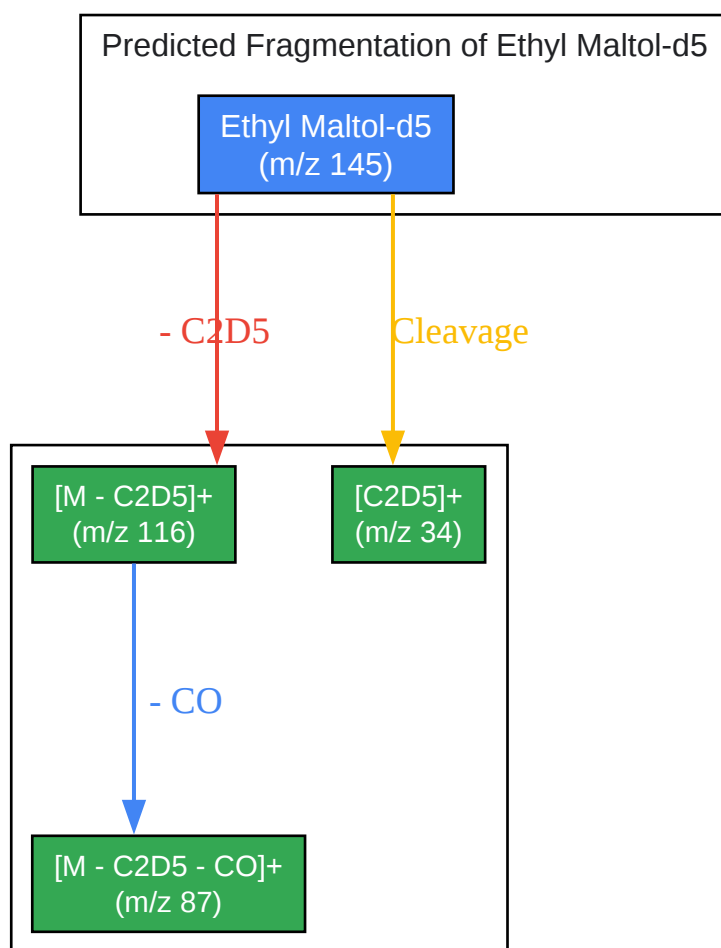 Predicted Fragmentation of Ethyl Maltol-d5
Ethyl Maltol-d5
(m/z 145)
- C2D5
Cleavage
[M - C2D5]+
(m/z 116)
[C2D5]+
(m/z 34)
- CO
[M - C2D5 - CO]+
(m/z 87)